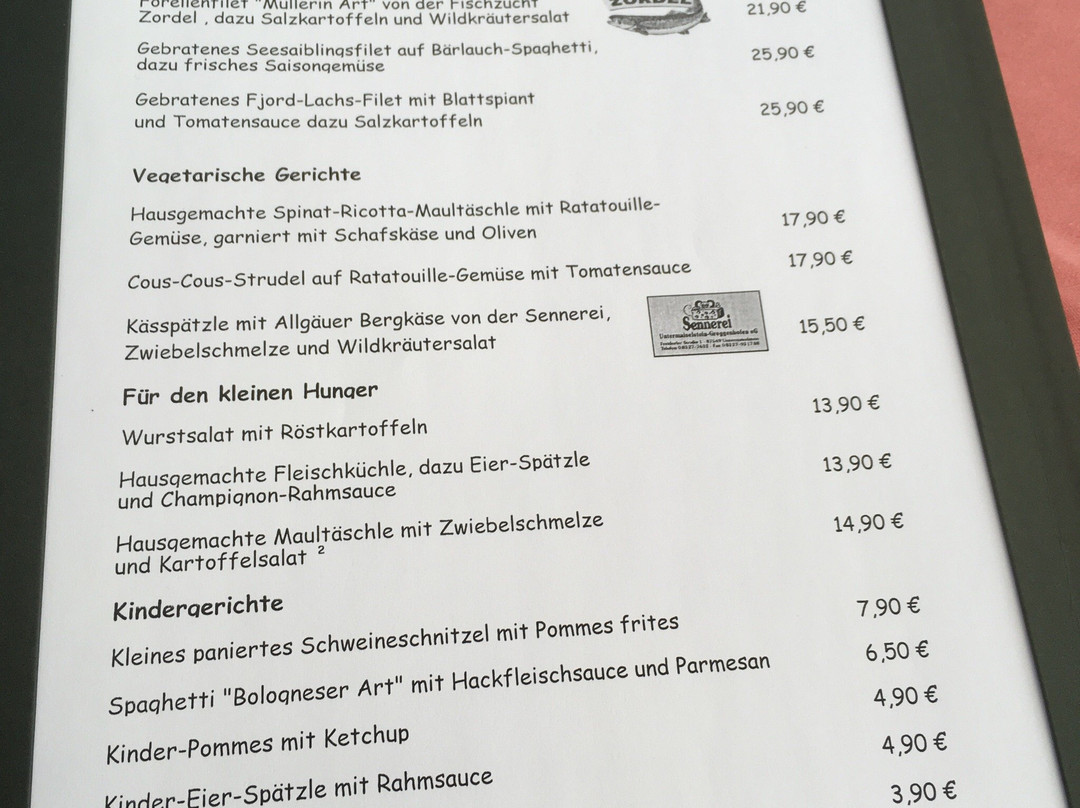 Forellenfilet "Müllerin Art" von der Fischzucht
Zordel , dazu Salzkartoffeln und Wildkräutersalat
ZORDEL
21,90 €
Gebratenes Seesaiblingsfilet auf Bärlauch-Spaghetti,
dazu frisches Saisongemüse
25,90 €
Gebratenes Fjord-Lachs-Filet mit Blattspiant
und Tomatensauce dazu Salzkartoffeln
25,90 €
Vegetarische Gerichte
Hausgemachte Spinat-Ricotta-Maultäschle mit Ratatouille-
Gemüse, garniert mit Schafskäse und Oliven
17,90 €
Cous-Cous-Strudel auf Ratatouille-Gemüse mit Tomatensauce
17,90 €
Kässpätzle mit Allgäuer Bergkäse von der Sennerei,
Zwiebelschmelze und Wildkräutersalat
Sennerei
15,50 €
Für den kleinen Hunger
Wurstsalat mit Röstkartoffeln
13,90 €
Hausgemachte Fleischküchle, dazu Eier-Spätzle
und Champignon-Rahmsauce
13,90 €
Hausgemachte Maultäschle mit Zwiebelschmelze
und Kartoffelsalat ²
14,90 €
Kindergerichte
Kleines paniertes Schweineschnitzel mit Pommes frites
7,90 €
Spaghetti "Bologneser Art" mit Hackfleischsauce und Parmesan
6,50 €
Kinder-Pommes mit Ketchup
4,90 €
Kinder-Eier-Spätzle mit Rahmsauce
4,90 €
3,90 €